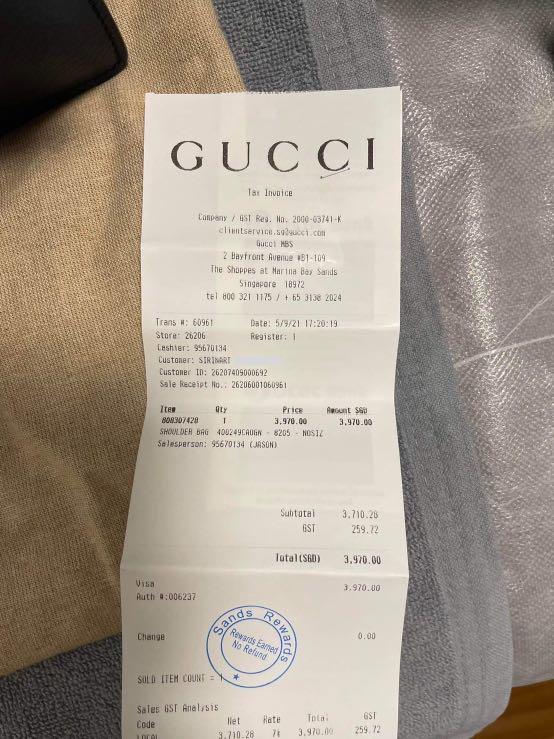 GUCCI
Tax Invoice
Company / GST Reg. No. 2000-03741-K
clientservice.sg@gucci.com
Gucci MBS
2 Bayfront Avenue #B1-109
The Shoppes at Marina Bay Sands
Singapore 18972
tel 800 321 1175 / + 65 3138 2024
Trans #: 60961 Date: 5/9/21 17:20:19
Store: 26206 Register: 1
Cashier: 95670134
Customer: SIRINART
Customer ID: 26207409000692
Sale Receipt No.: 26206001060961
Item Qty Price Amount SGD
808307428 1 3,970.00 3,970.00
SHOULDER BAG 400249CAOGN - 8205 - NOSIZ
Salesperson: 95670134 (JASON)
Subtotal 3,710.28
GST 259.72
Total(SGD) 3,970.00
Visa 3,970.00
Auth #:006237
Change 0.00
Sands Rewards
Rewards Earned
No Refund
SOLD ITEM COUNT = 1
Sales GST Analysis
Code Net Rate Total GST
LOCAL 3,710.28 7% 3,970.00 259.72